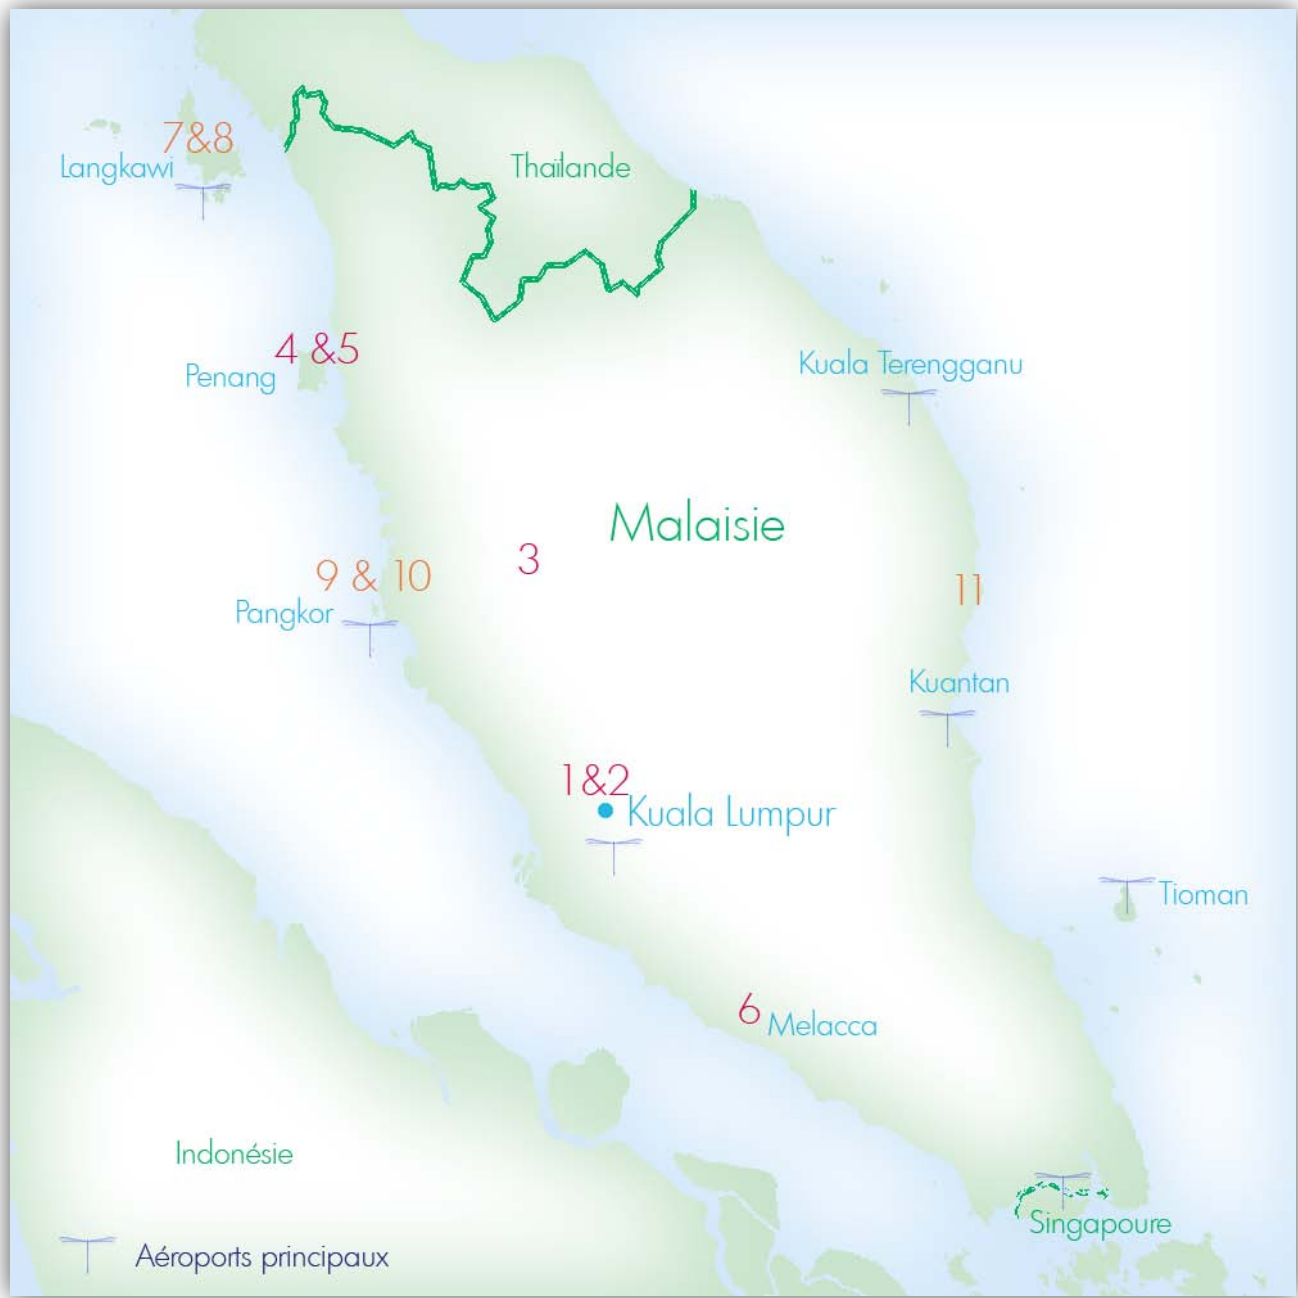 7&8
Langkawi
Thaïlande
4 &5
Penang
Kuala Terengganu
Malaisie
3
9 & 10
11
Pangkor
Kuantan
1&2
Kuala Lumpur
Tioman
6
Melacca
Indonésie
Singapoure
Aéroports principaux